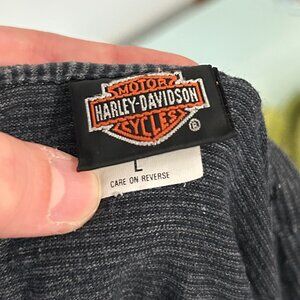 MOTOR
HARLEY-DAVIDSON
CYCLES
®
L
CARE ON REVERSE